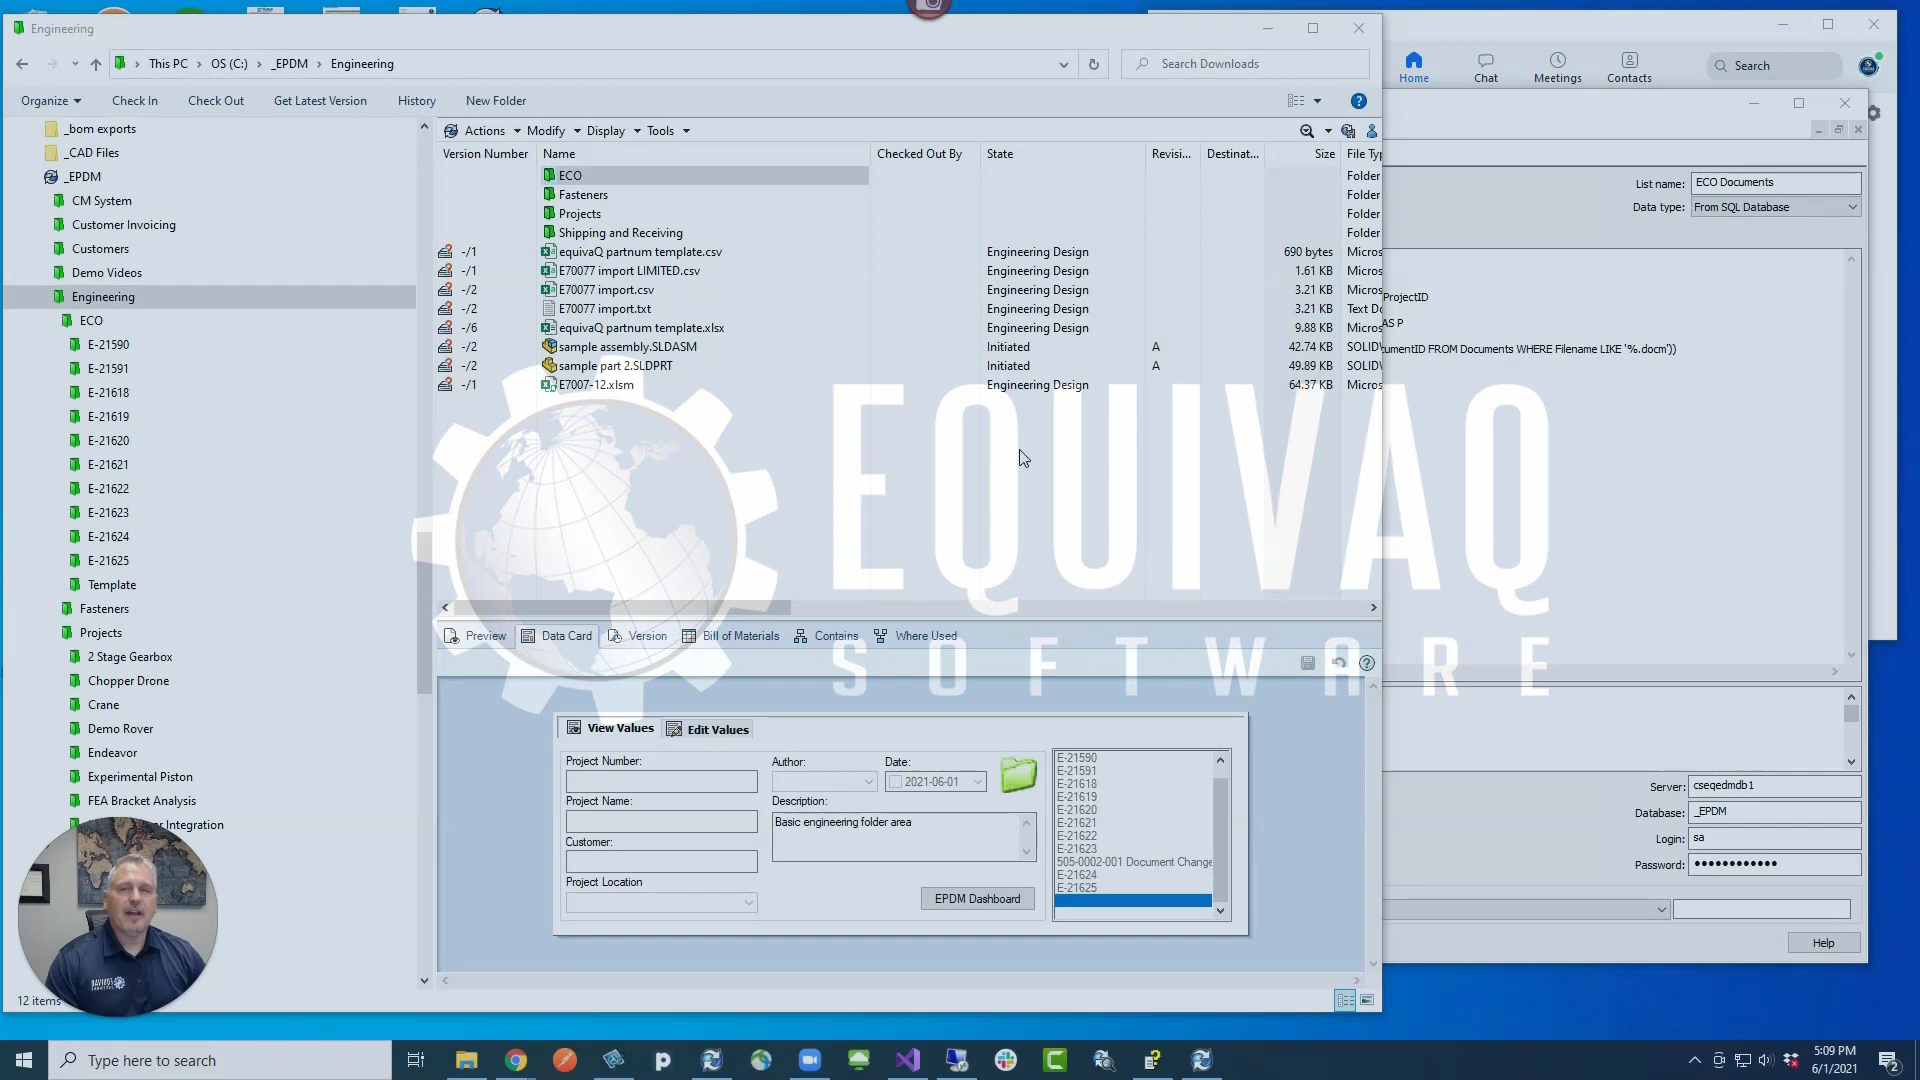 Engineering
This PC > OS (C:) > _EPDM > Engineering
Search Downloads
Organize
Check In
Check Out
Get Latest Version
History
New Folder
_bom exports
_CAD Files
_EPDM
CM System
Customer Invoicing
Customers
Demo Videos
Engineering
ECO
E-21590
E-21591
E-21618
E-21619
E-21620
E-21621
E-21622
E-21623
E-21624
E-21625
Template
Fasteners
Projects
2 Stage Gearbox
Chopper Drone
Crane
Demo Rover
Endeavor
Experimental Piston
FEA Bracket Analysis
Integration
12 items
Actions Modify Display Tools
Version Number Name Checked Out By State Revisi... Destinat... Size File Typ
ECO Folder
Fasteners Folder
Projects Folder
Shipping and Receiving Folder
-/1 equivaQ partnum template.csv Engineering Design 690 bytes Micros
-/1 E70077 import LIMITED.csv Engineering Design 1.61 KB Micros
-/2 E70077 import.csv Engineering Design 3.21 KB Micros
-/2 E70077 import.txt Engineering Design 3.21 KB Text Do
-/6 equivaQ partnum template.xlsx Engineering Design 9.88 KB Micros
-/2 sample assembly.SLDASM Initiated A 42.74 KB SOLIDW
-/2 sample part 2.SLDPRT Initiated A 49.89 KB SOLIDW
-/1 E7007-12.xlsm Engineering Design 64.37 KB Micros
EQUIVAQ
SOFTWARE
Preview Data Card Version Bill of Materials Contains Where Used
View Values Edit Values
Project Number:
Project Name:
Customer:
Project Location
Author:
Date:
2021-06-01
Description:
Basic engineering folder area
EPDM Dashboard
E-21590
E-21591
E-21618
E-21619
E-21620
E-21621
E-21622
E-21623
505-0002-001 Document Change
E-21624
E-21625
Home
Chat
Meetings
Contacts
Search
List name: ECO Documents
Data type: From SQL Database
ProjectID
AS P
cumentID FROM Documents WHERE Filename LIKE '%.docm'))
Server: cseqedmdb1
Database: _EPDM
Login: sa
Password: ••••••••••••
Help
Type here to search
5:09 PM
6/1/2021
2